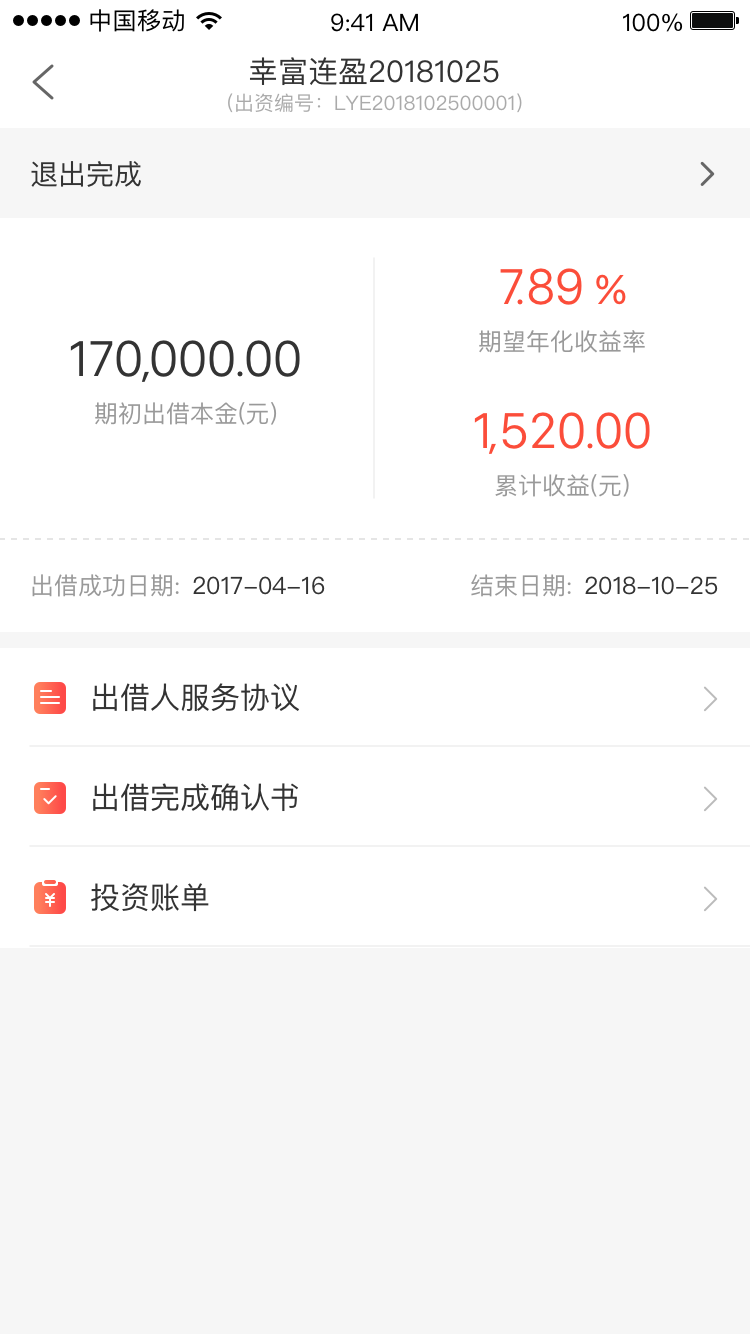 中国移动 9:41 AM 100%
幸富连盈20181025
(出资编号：LYE2018102500001)
退出完成
7.89 %
期望年化收益率
170,000.00
期初出借本金(元)
1,520.00
累计收益(元)
出借成功日期: 2017-04-16 结束日期: 2018-10-25
出借人服务协议
出借完成确认书
¥ 投资账单